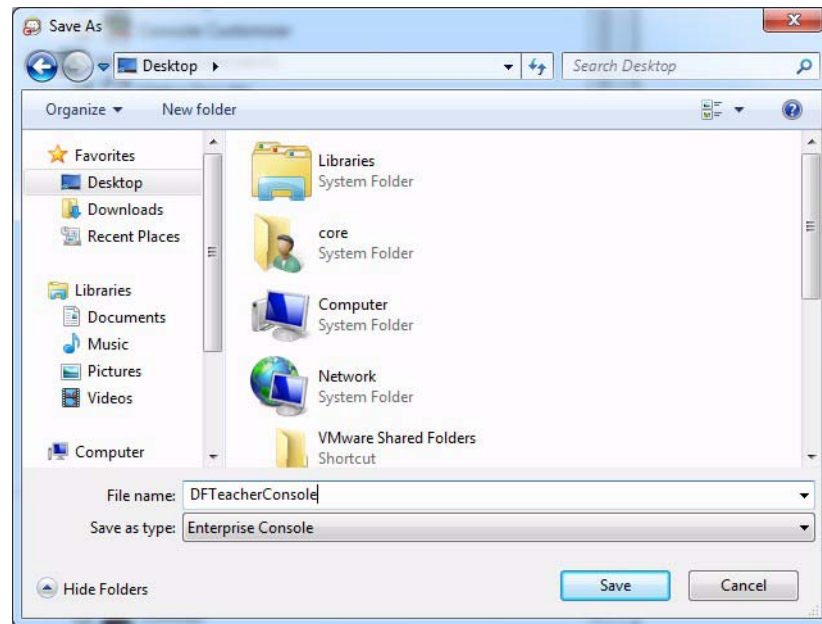 Save As
Desktop
Search Desktop
Organize
New folder
Favorites
Desktop
Downloads
Recent Places
Libraries
Documents
Music
Pictures
Videos
Computer
Libraries
System Folder
core
System Folder
Computer
System Folder
Network
System Folder
VMware Shared Folders
Shortcut
File name: DFTeacherConsole
Save as type: Enterprise Console
Hide Folders
Save
Cancel